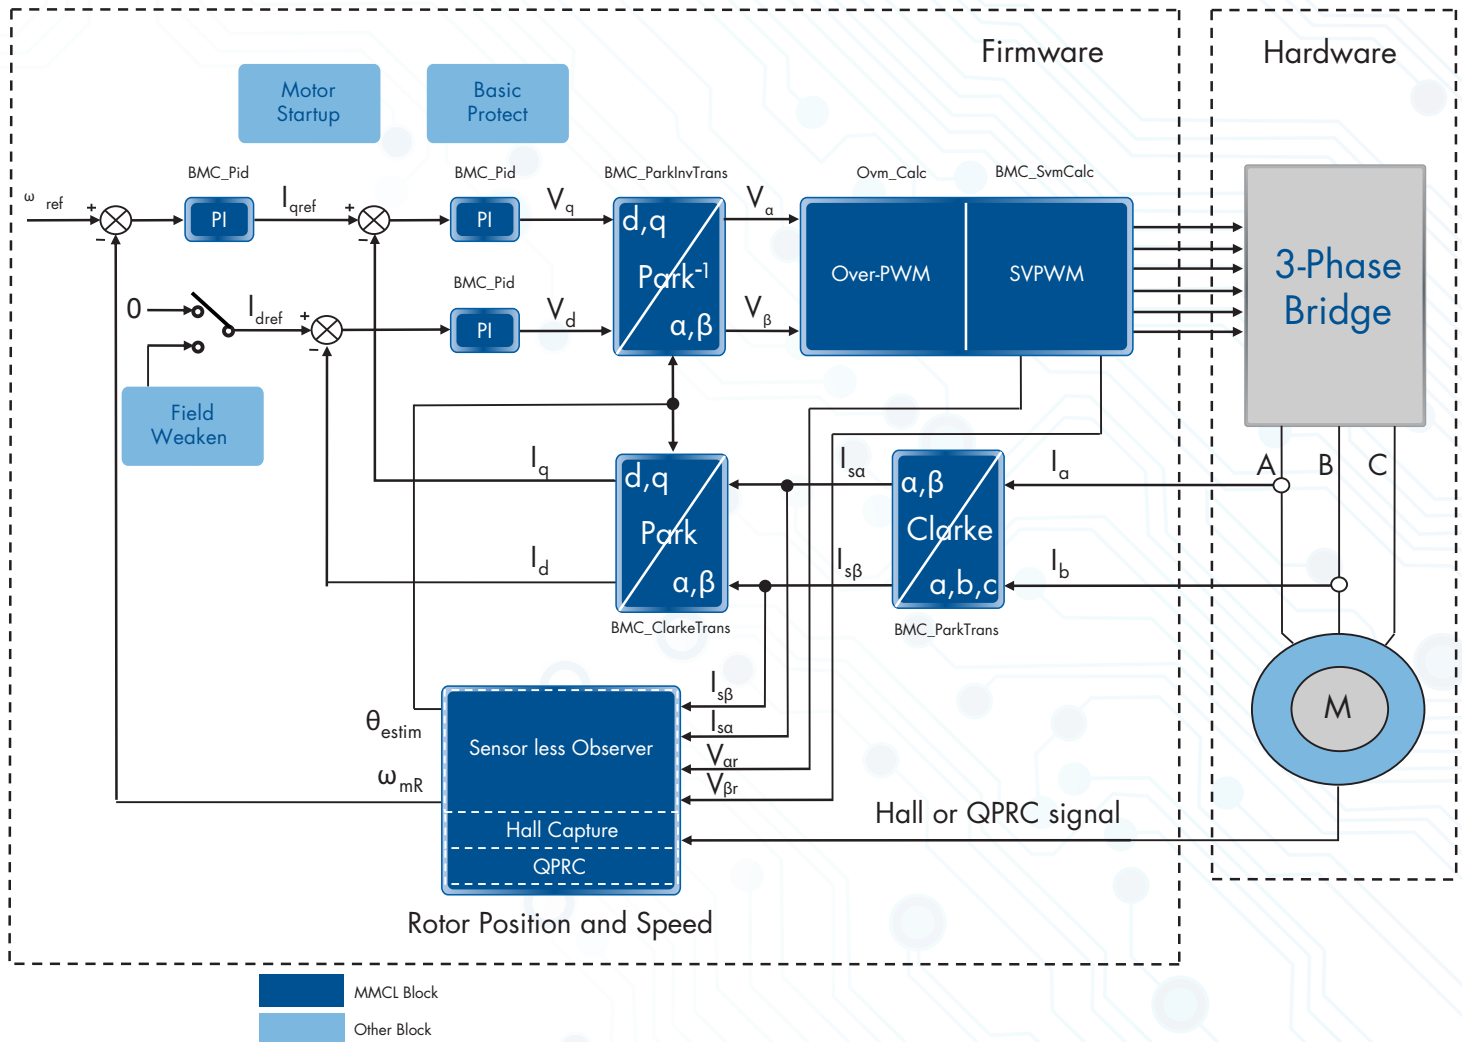 Firmware
Hardware
Motor
Startup
Basic
Protect
BMC_Pid
BMC_Pid
BMC_ParkInvTrans
Ovm_Calc
BMC_SvmCalc
ω ref
+
−
PI
Iqref
+
−
PI
Vq
d,q
Park-1
α,β
Vα
Over-PWM
SVPWM
3-Phase
Bridge
BMC_Pid
0
Idref
+
−
PI
Vd
Vβ
Field
Weaken
A
B
C
Iq
d,q
Park
α,β
Isα
α,β
Clarke
a,b,c
Ia
Id
Isβ
Ib
BMC_ClarkeTrans
BMC_ParkTrans
θestim
ωmR
Sensor less Observer
Isβ
Isα
Vαr
Vβr
M
Hall Capture
QPRC
Hall or QPRC signal
Rotor Position and Speed
MMCL Block
Other Block